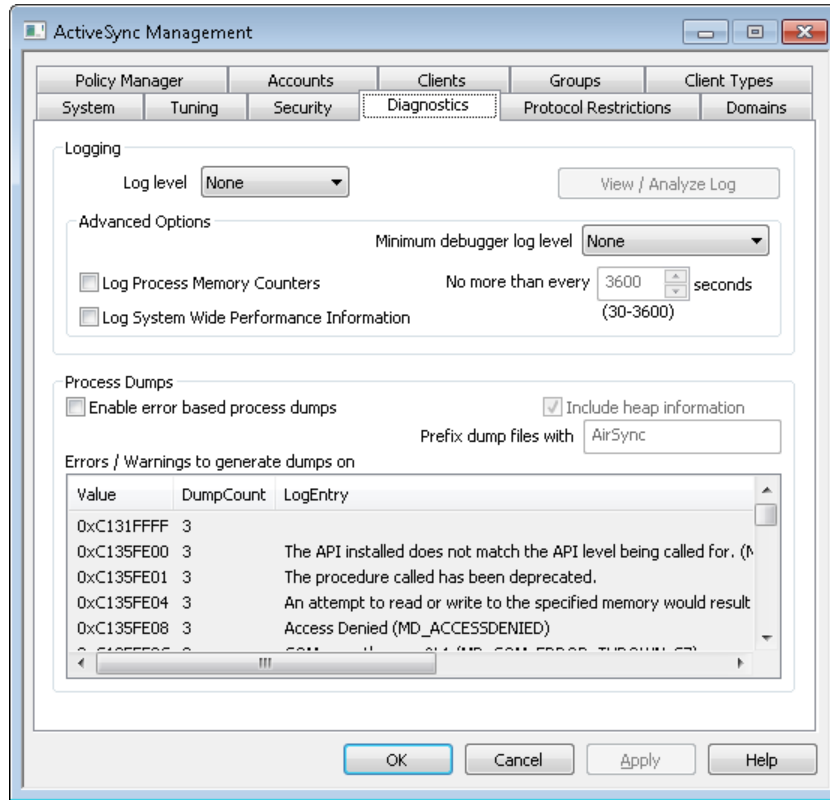 ActiveSync Management
Policy Manager Accounts Clients Groups Client Types
System Tuning Security Diagnostics Protocol Restrictions Domains
Logging
Log level None View / Analyze Log
Advanced Options
Minimum debugger log level None
Log Process Memory Counters No more than every 3600 seconds
Log System Wide Performance Information (30-3600)
Process Dumps
Enable error based process dumps Include heap information
Prefix dump files with AirSync
Errors / Warnings to generate dumps on
Value DumpCount LogEntry
0xC131FFFF 3
0xC135FE00 3 The API installed does not match the API level being called for. (M
0xC135FE01 3 The procedure called has been deprecated.
0xC135FE04 3 An attempt to read or write to the specified memory would result
0xC135FE08 3 Access Denied (MD_ACCESSDENIED)
OK Cancel Apply Help